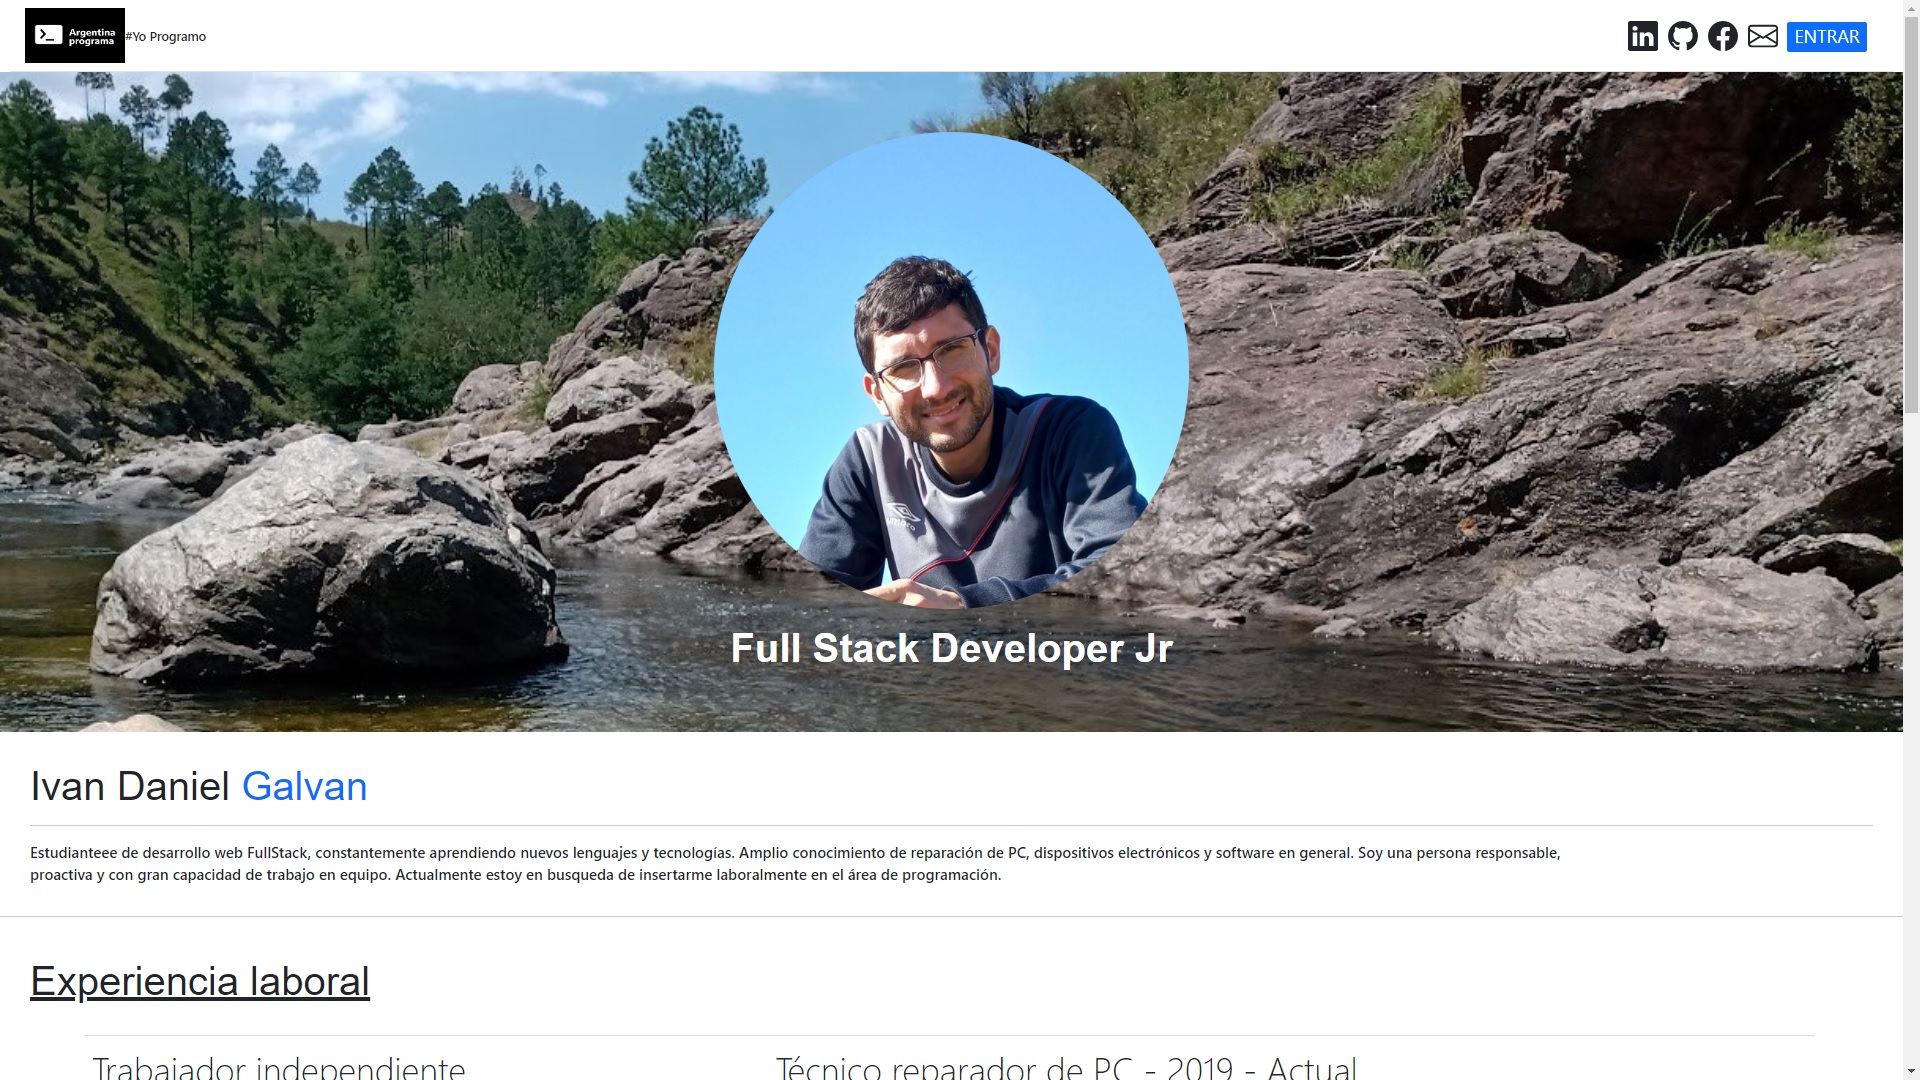 Argentina
programa
#Yo Programo
ENTRAR
umbro
Full Stack Developer Jr
Ivan Daniel Galvan
Estudianteee de desarrollo web FullStack, constantemente aprendiendo nuevos lenguajes y tecnologías. Amplio conocimiento de reparación de PC, dispositivos electrónicos y software en general. Soy una persona responsable,
proactiva y con gran capacidad de trabajo en equipo. Actualmente estoy en busqueda de insertarme laboralmente en el área de programación.
Experiencia laboral
Trabajador independiente
Técnico reparador de PC - 2019 - Actual